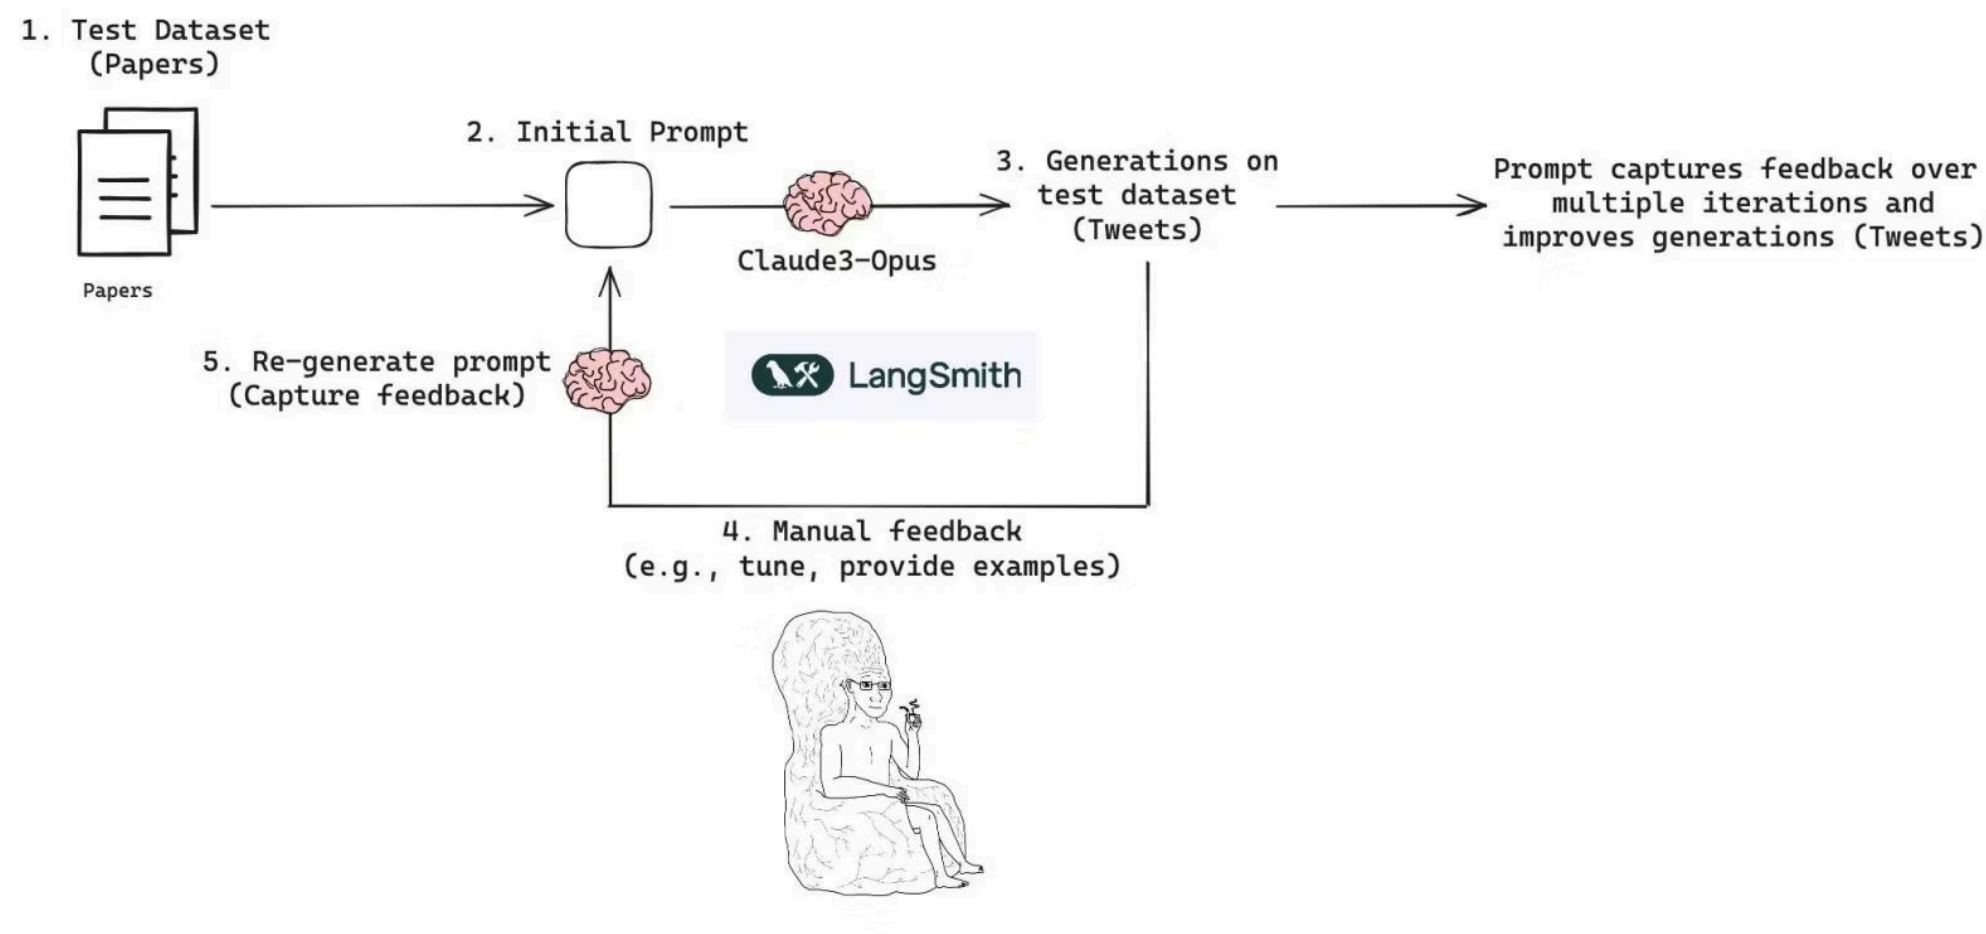 1. Test Dataset
(Papers)
Papers
2. Initial Prompt
Claude3-Opus
3. Generations on
test dataset
(Tweets)
Prompt captures feedback over
multiple iterations and
improves generations (Tweets)
5. Re-generate prompt
(Capture feedback)
LangSmith
4. Manual feedback
(e.g., tune, provide examples)